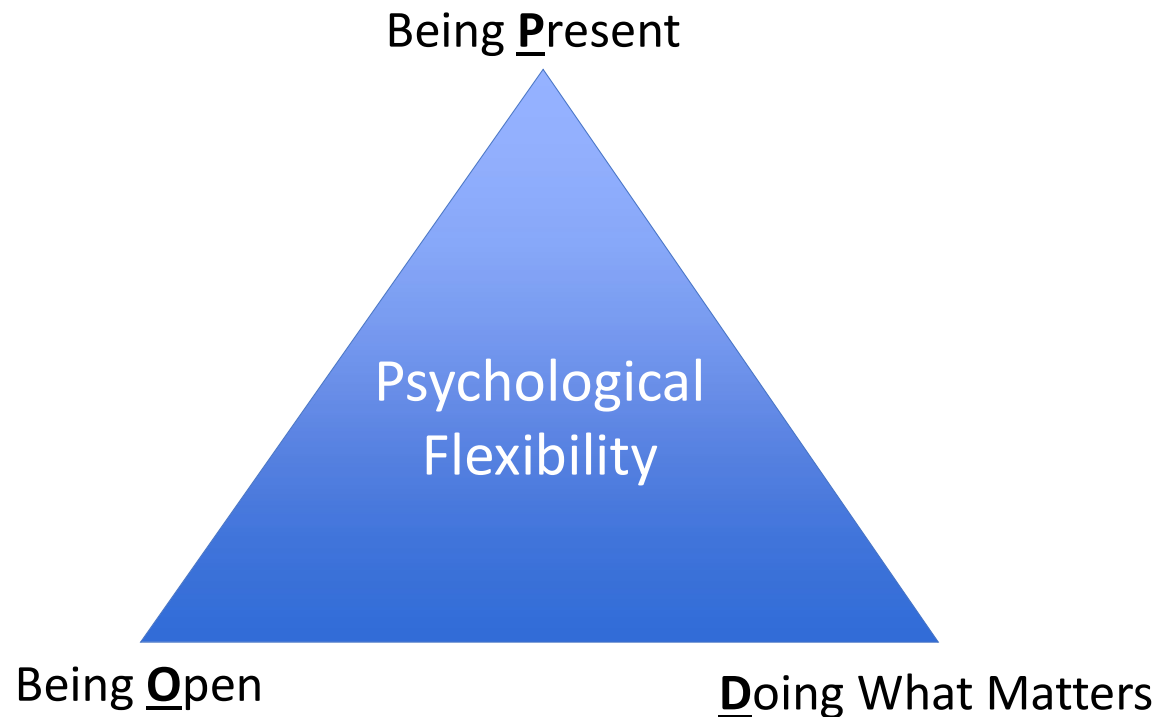 Being Present
Psychological
Flexibility
Being Open
Doing What Matters